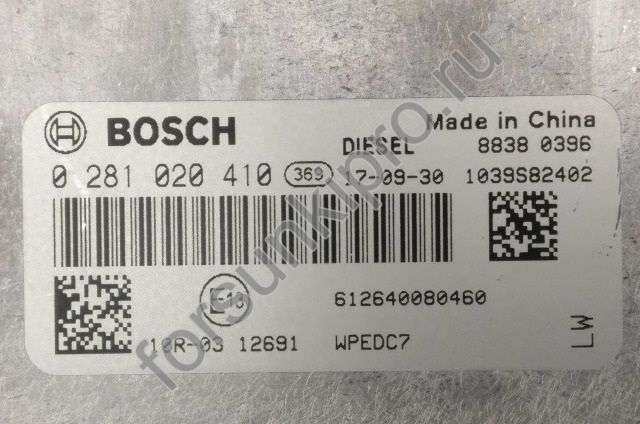 BOSCH
Made in China
DIESEL 8838 0396
0 281 020 410 369 17-09-30 1039S82402
E13 612640080460
10R-03 12691 WPEDC7
LW
forsunkipro.ru